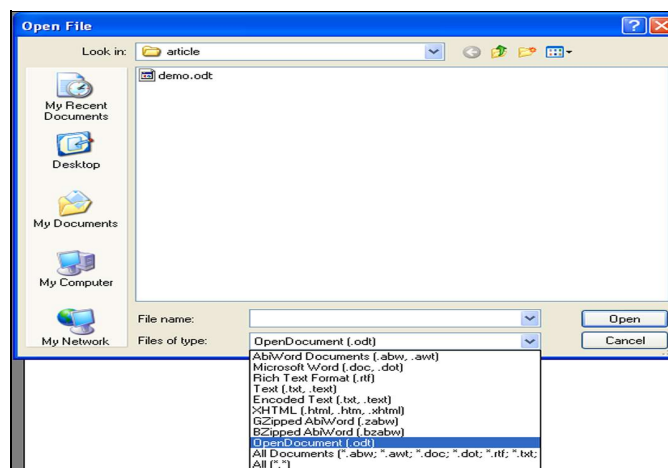 Open File
Look in:
article
demo.odt
My Recent
Documents
Desktop
My Documents
My Computer
My Network
File name:
Open
Files of type:
OpenDocument (.odt)
Cancel
AbiWord Documents (.abw, .awt)
Microsoft Word (.doc, .dot)
Rich Text Format (.rtf)
Text (.txt, .text)
Encoded Text (.txt, .text)
XHTML (.html, .htm, .xhtml)
GZipped AbiWord (.zabw)
BZipped AbiWord (.bzabw)
OpenDocument (.odt)
All Documents (*.abw; *.awt; *.doc; *.dot; *.rtf; *.txt;
All (*.*)